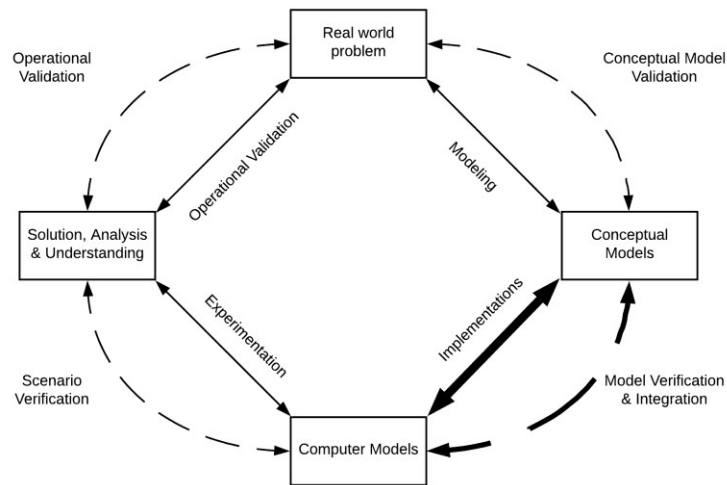 Real world
problem
Operational
Validation
Conceptual Model
Validation
Operational Validation
Modeling
Solution, Analysis
& Understanding
Conceptual
Models
Experimentation
Implementations
Scenario
Verification
Model Verification
& Integration
Computer Models